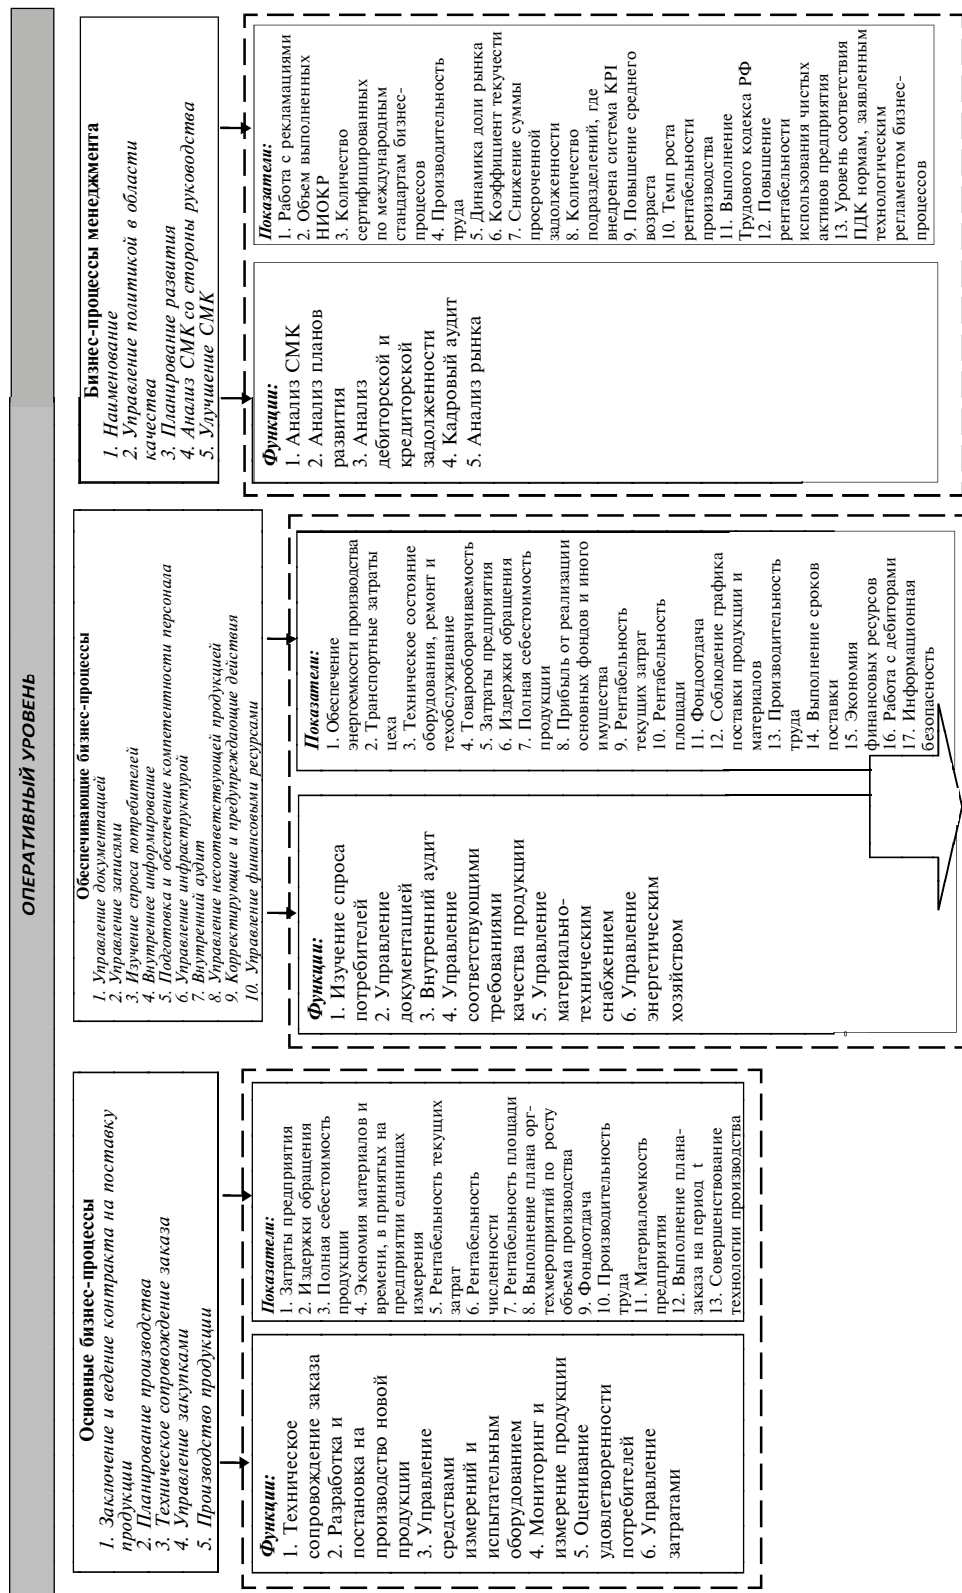 ОПЕРАТИВНЫЙ УРОВЕНЬ
Основные бизнес-процессы
1. Заключение и ведение контракта на поставку
продукции
2. Планирование производства
3. Техническое сопровождение заказа
4. Управление закупками
5. Производство продукции
Функции:
1. Техническое
сопровождение заказа
2. Разработка и
постановка на
производство новой
продукции
3. Управление
средствами
измерений и
испытательным
оборудованием
4. Мониторинг и
измерение продукции
5. Оценивание
удовлетворенности
потребителей
6. Управление
затратами
Показатели:
1. Затраты предприятия
2. Издержки обращения
3. Полная себестоимость
продукции
4. Экономия материалов и
времени, в принятых на
предприятии единицах
измерения
5. Рентабельность текущих
затрат
6. Рентабельность
численности
7. Рентабельность площади
8. Выполнение плана орг-
техмероприятий по росту
объема производства
9. Фондоотдача
10. Производительность
труда
11. Материалоемкость
предприятия
12. Выполнение плана-
заказа на период t
13. Совершенствование
технологии производства
Обеспечивающие бизнес-процессы
1. Управление документацией
2. Управление записями
3. Изучение спроса потребителей
4. Внутреннее информирование
5. Подготовка и обеспечение компетентности персонала
6. Управление инфраструктурой
7. Внутренний аудит
8. Управление несоответствующей продукцией
9. Корректирующие и предупреждающие действия
10. Управление финансовыми ресурсами
Функции:
1. Изучение спроса
потребителей
2. Управление
документацией
3. Внутренний аудит
4. Управление
соответствующими
требованиями
качества продукции
5. Управление
материально-
техническим
снабжением
6. Управление
энергетическим
хозяйством
Показатели:
1. Обеспечение
энергоемкости производства
2. Транспортные затраты
цеха
3. Техническое состояние
оборудования, ремонт и
техобслуживание
4. Товарооборачиваемость
5. Затраты предприятия
6. Издержки обращения
7. Полная себестоимость
продукции
8. Прибыль от реализации
основных фондов и иного
имущества
9. Рентабельность
текущих затрат
10. Рентабельность
площади
11. Фондоотдача
12. Соблюдение графика
поставки продукции и
материалов
13. Производительность
труда
14. Выполнение сроков
поставки
15. Экономия
финансовых ресурсов
16. Работа с дебиторами
17. Информационная
безопасность
Бизнес-процессы менеджмента
1. Наименование
2. Управление политикой в области
качества
3. Планирование развития
4. Анализ СМК со стороны руководства
5. Улучшение СМК
Функции:
1. Анализ СМК
2. Анализ планов
развития
3. Анализ
дебиторской и
кредиторской
задолженности
4. Кадровый аудит
5. Анализ рынка
Показатели:
1. Работа с рекламациями
2. Объем выполненных
НИОКР
3. Количество
сертифицированных
по международным
стандартам бизнес-
процессов
4. Производительность
труда
5. Динамика доли рынка
6. Коэффициент текучести
7. Снижение суммы
просроченной
задолженности
8. Количество
подразделений, где
внедрена система KPI
9. Повышение среднего
возраста
10. Темп роста
рентабельности
производства
11. Выполнение
Трудового кодекса РФ
12. Повышение
рентабельности
использования чистых
активов предприятия
13. Уровень соответствия
ПДК нормам, заявленным
технологическим
регламентом бизнес-
процессов